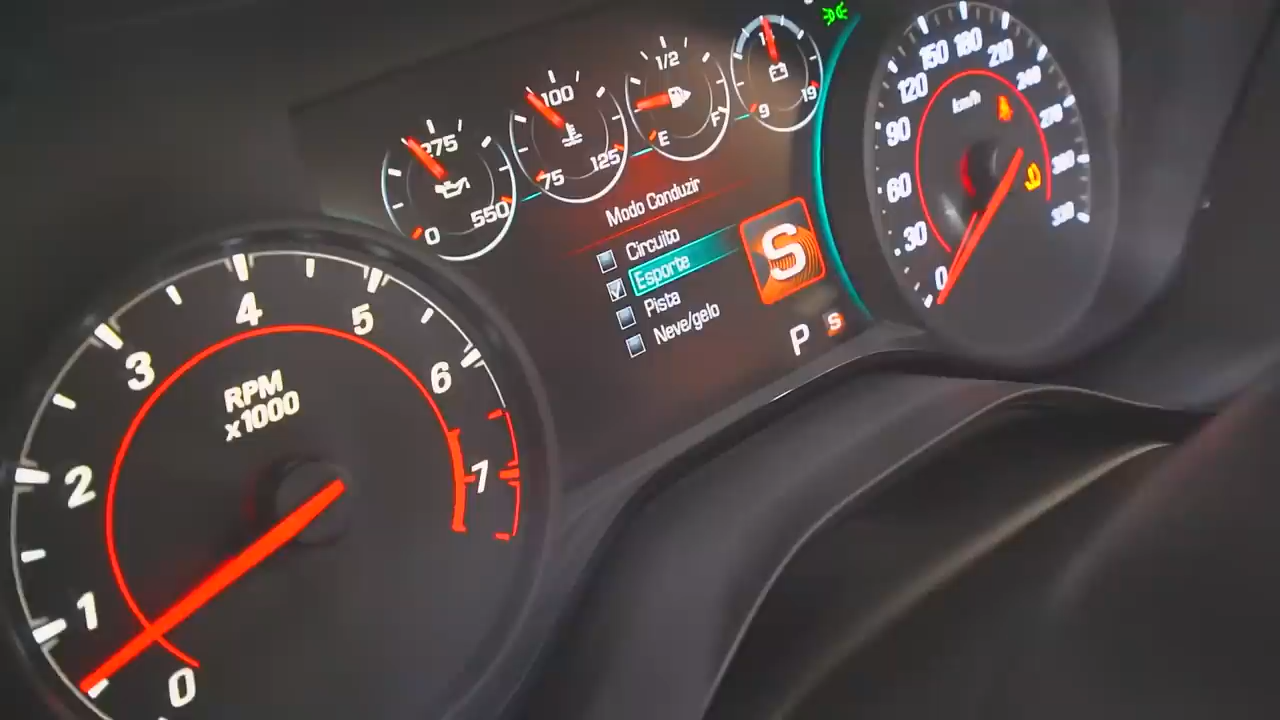 275
0
550
100
75
125
1/2
E
F
9
19
Modo Conduzir
Circuito
Esporte
Pista
Neve/gelo
S
P
S
0
1
2
3
4
5
6
7
RPM
x1000
0
30
60
90
120
150
180
210
240
270
300
km/h